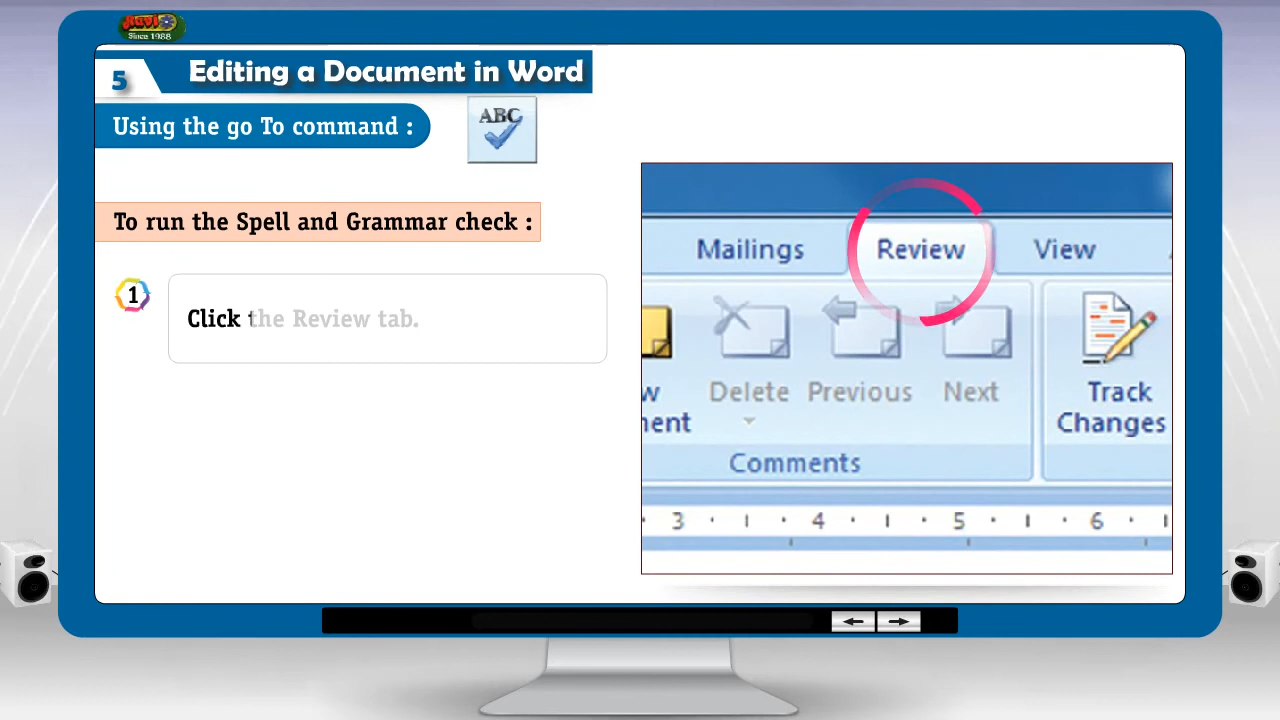 Navi
Since 1988
5
Editing a Document in Word
Using the go To command :
ABC
To run the Spell and Grammar check :
1
Click the Review tab.
Mailings
Review
View
w
Delete
Previous
Next
Track
ment
Changes
Comments
3
4
5
6